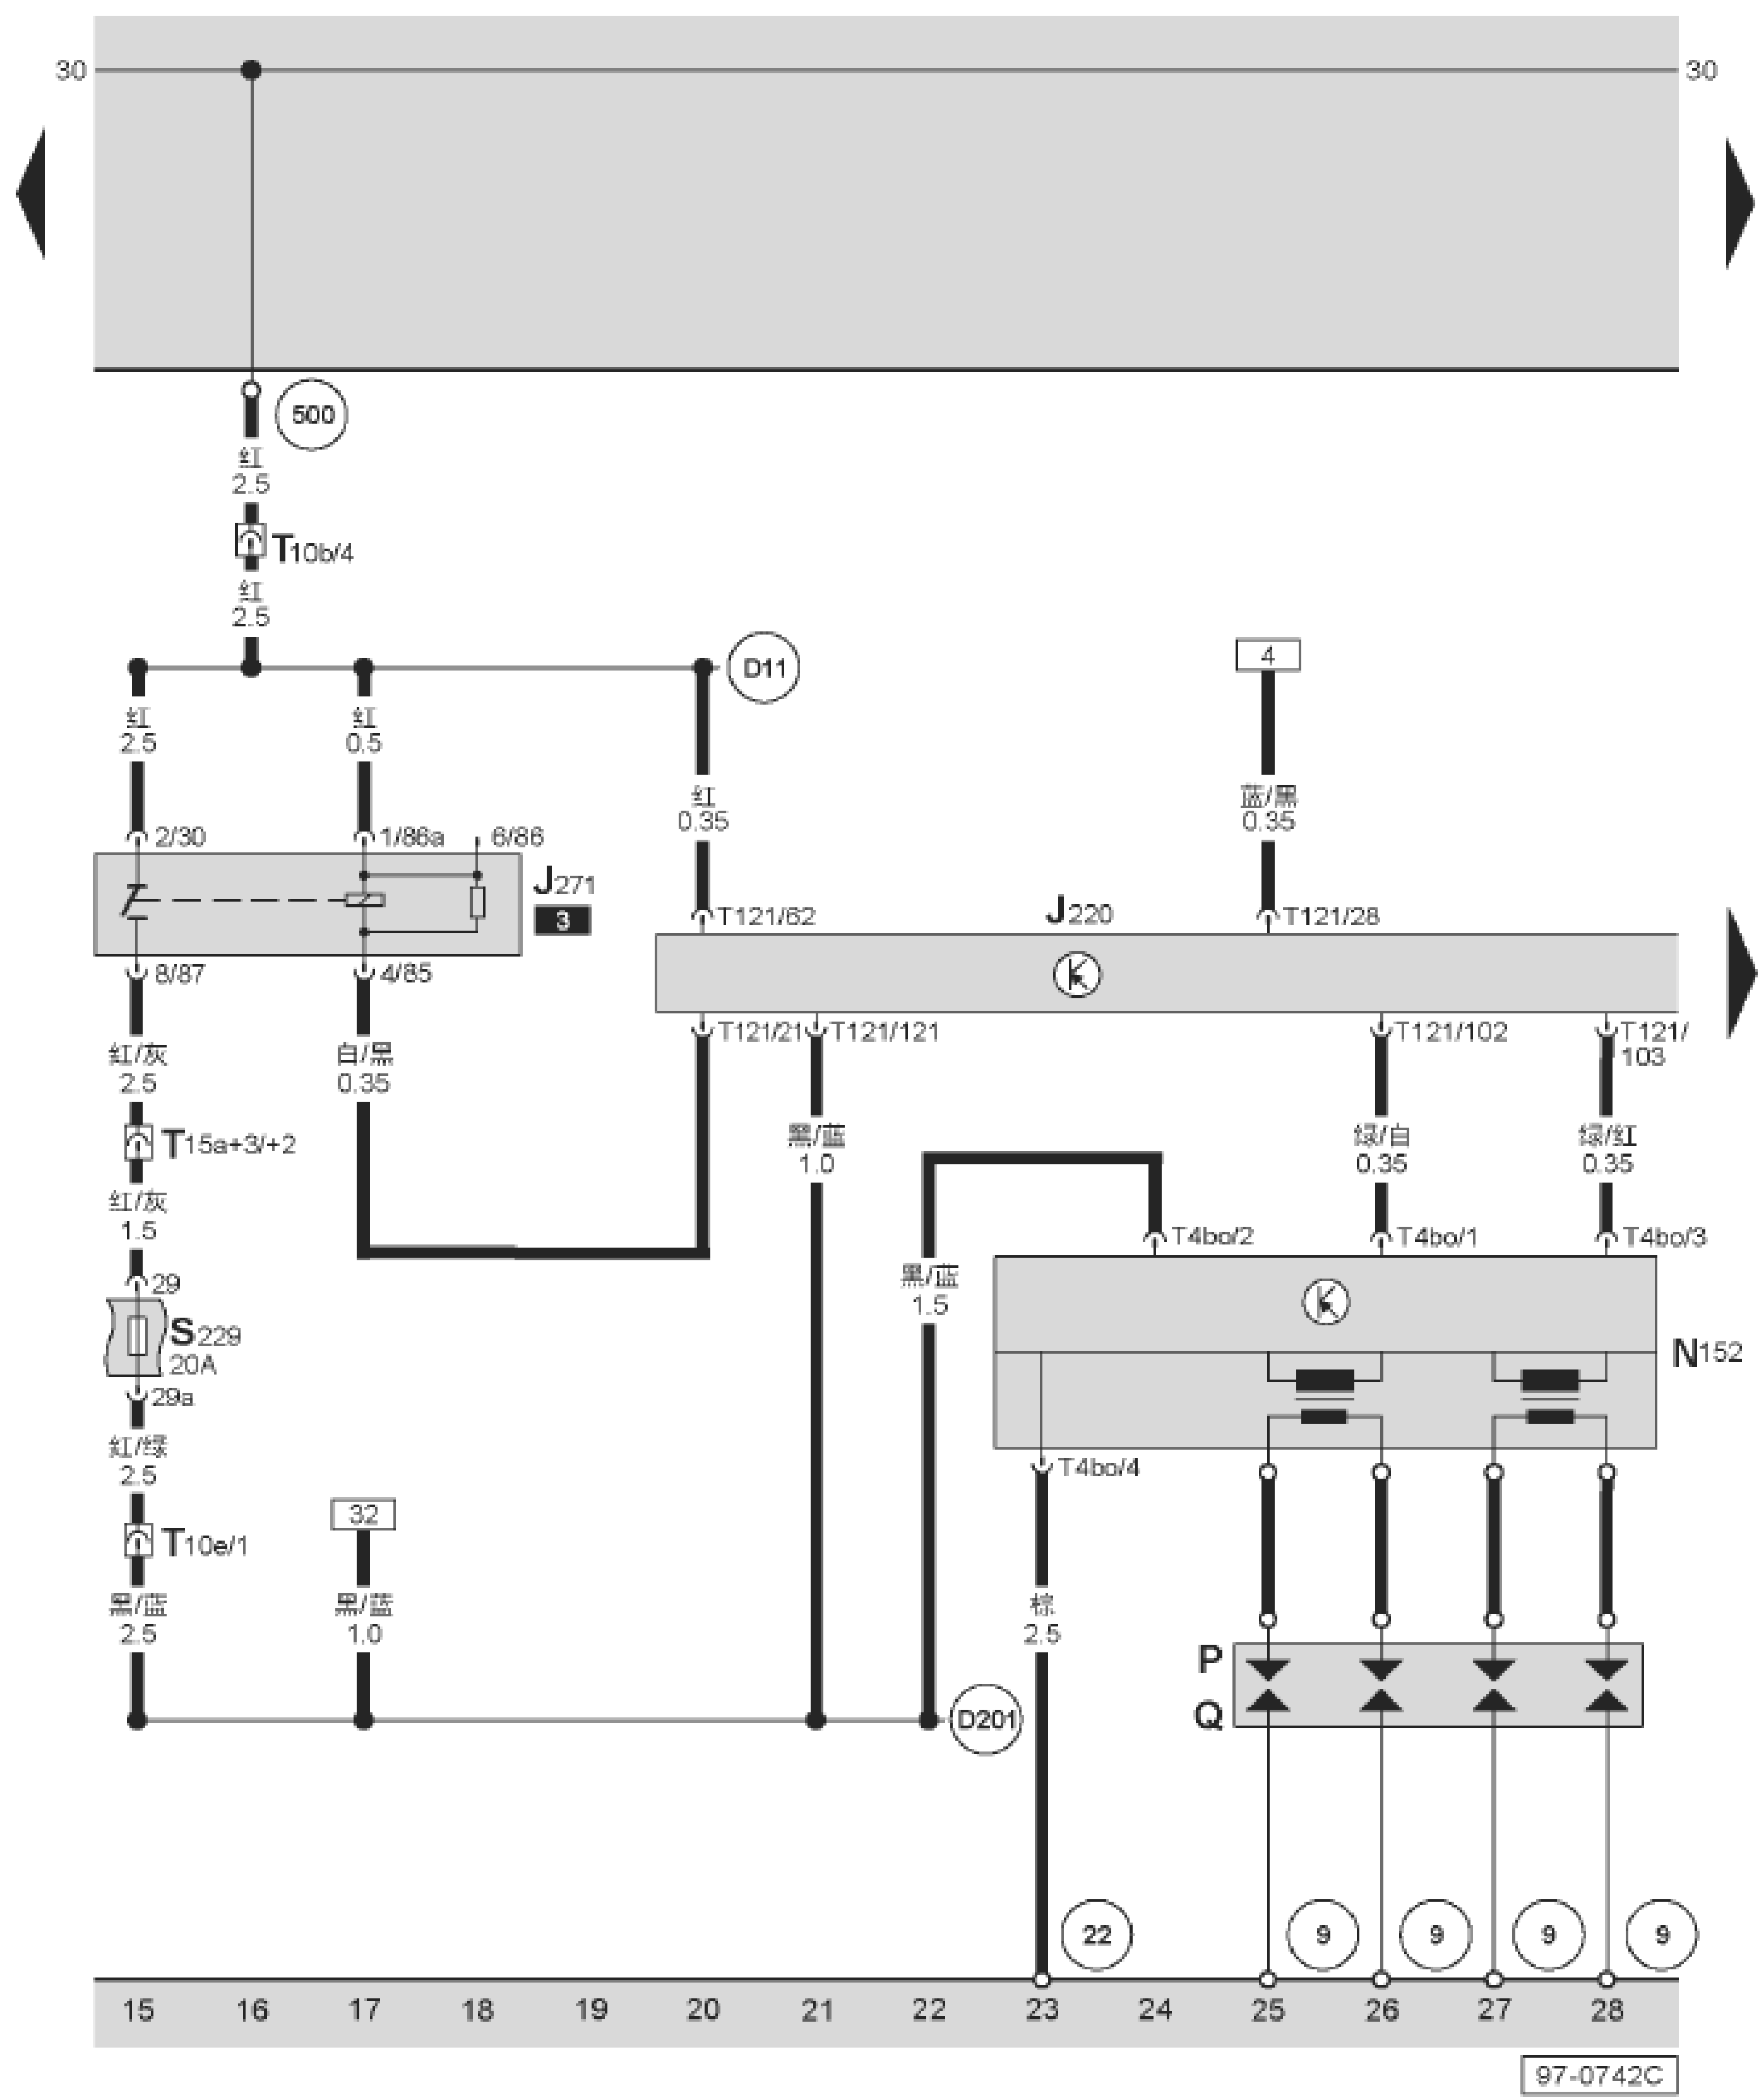 30 30
500
红
2.5
T10b/4
红
2.5
D11
4
红
2.5
红
0.5
红
0.35
蓝/黑
0.35
2/30 1/86a 6/86
J271
3
T121/62 J220 T121/28
8/87 4/85
T121/21 T121/121 T121/102 T121/
103
红/灰
2.5
白/黑
0.35
T15a+3/+2
黑/蓝
1.0
绿/白
0.35
绿/红
0.35
红/灰
1.5
T4bo/2 T4bo/1 T4bo/3
29
黑/蓝
1.5
S229
20A
N152
29a
红/绿
2.5
T4bo/4
32
T10e/1
黑/蓝
2.5
黑/蓝
1.0
棕
2.5
P
Q
D201
22 9 9 9 9
15 16 17 18 19 20 21 22 23 24 25 26 27 28
97-0742C